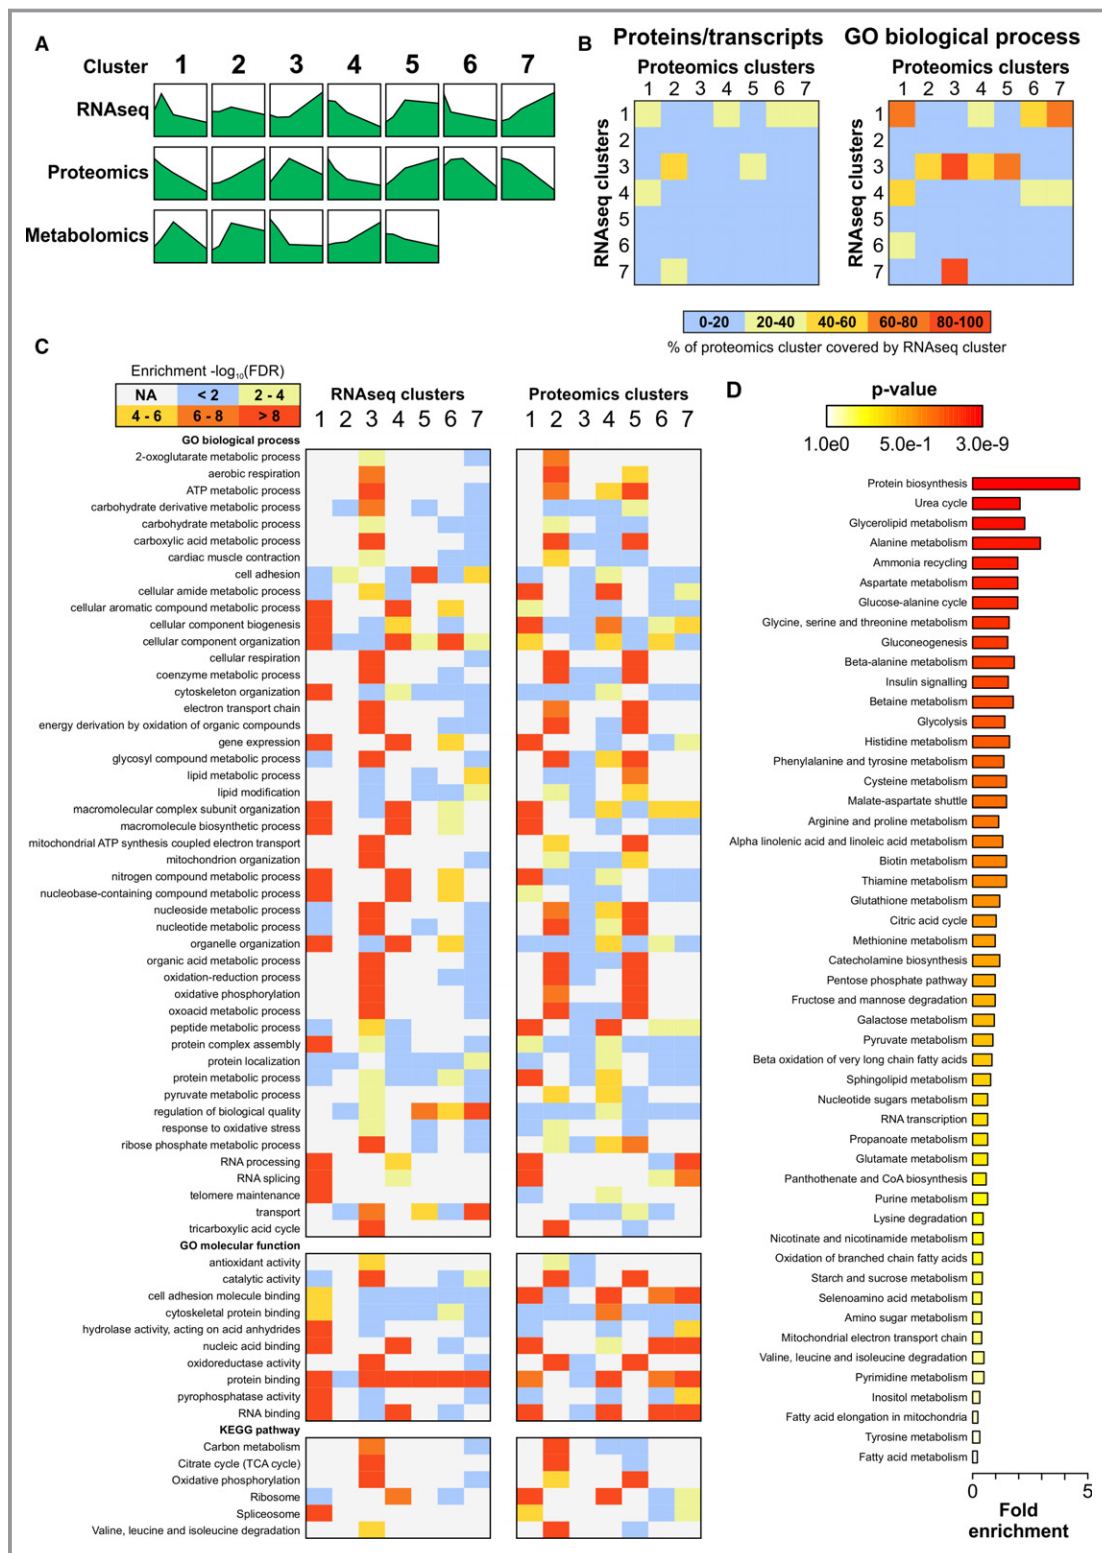 A
Cluster 1 2 3 4 5 6 7
RNAseq
Proteomics
Metabolomics
B
Proteins/transcripts
Proteomics clusters
1 2 3 4 5 6 7
RNAseq clusters
1
2
3
4
5
6
7
GO biological process
Proteomics clusters
1 2 3 4 5 6 7
RNAseq clusters
1
2
3
4
5
6
7
0-20 20-40 40-60 60-80 80-100
% of proteomics cluster covered by RNAseq cluster
C
Enrichment -log10(FDR)
NA < 2 2 - 4
4 - 6 6 - 8 > 8
RNAseq clusters
1 2 3 4 5 6 7
Proteomics clusters
1 2 3 4 5 6 7
GO biological process
2-oxoglutarate metabolic process
aerobic respiration
ATP metabolic process
carbohydrate derivative metabolic process
carbohydrate metabolic process
carboxylic acid metabolic process
cardiac muscle contraction
cell adhesion
cellular amide metabolic process
cellular aromatic compound metabolic process
cellular component biogenesis
cellular component organization
cellular respiration
coenzyme metabolic process
cytoskeleton organization
electron transport chain
energy derivation by oxidation of organic compounds
gene expression
glycosyl compound metabolic process
lipid metabolic process
lipid modification
macromolecular complex subunit organization
macromolecule biosynthetic process
mitochondrial ATP synthesis coupled electron transport
mitochondrion organization
nitrogen compound metabolic process
nucleobase-containing compound metabolic process
nucleoside metabolic process
nucleotide metabolic process
organelle organization
organic acid metabolic process
oxidation-reduction process
oxidative phosphorylation
oxoacid metabolic process
peptide metabolic process
protein complex assembly
protein localization
protein metabolic process
pyruvate metabolic process
regulation of biological quality
response to oxidative stress
ribose phosphate metabolic process
RNA processing
RNA splicing
telomere maintenance
transport
tricarboxylic acid cycle
GO molecular function
antioxidant activity
catalytic activity
cell adhesion molecule binding
cytoskeletal protein binding
hydrolase activity, acting on acid anhydrides
nucleic acid binding
oxidoreductase activity
protein binding
pyrophosphatase activity
RNA binding
KEGG pathway
Carbon metabolism
Citrate cycle (TCA cycle)
Oxidative phosphorylation
Ribosome
Spliceosome
Valine, leucine and isoleucine degradation
D
p-value
1.0e0 5.0e-1 3.0e-9
Protein biosynthesis
Urea cycle
Glycerolipid metabolism
Alanine metabolism
Ammonia recycling
Aspartate metabolism
Glucose-alanine cycle
Glycine, serine and threonine metabolism
Gluconeogenesis
Beta-alanine metabolism
Insulin signalling
Betaine metabolism
Glycolysis
Histidine metabolism
Phenylalanine and tyrosine metabolism
Cysteine metabolism
Malate-aspartate shuttle
Arginine and proline metabolism
Alpha linolenic acid and linoleic acid metabolism
Biotin metabolism
Thiamine metabolism
Glutathione metabolism
Citric acid cycle
Methionine metabolism
Catecholamine biosynthesis
Pentose phosphate pathway
Fructose and mannose degradation
Galactose metabolism
Pyruvate metabolism
Beta oxidation of very long chain fatty acids
Sphingolipid metabolism
Nucleotide sugars metabolism
RNA transcription
Propanoate metabolism
Glutamate metabolism
Panthothenate and CoA biosynthesis
Purine metabolism
Lysine degradation
Nicotinate and nicotinamide metabolism
Oxidation of branched chain fatty acids
Starch and sucrose metabolism
Selenoamino acid metabolism
Amino sugar metabolism
Mitochondrial electron transport chain
Valine, leucine and isoleucine degradation
Pyrimidine metabolism
Inositol metabolism
Fatty acid elongation in mitochondria
Tyrosine metabolism
Fatty acid metabolism
0 5
Fold
enrichment